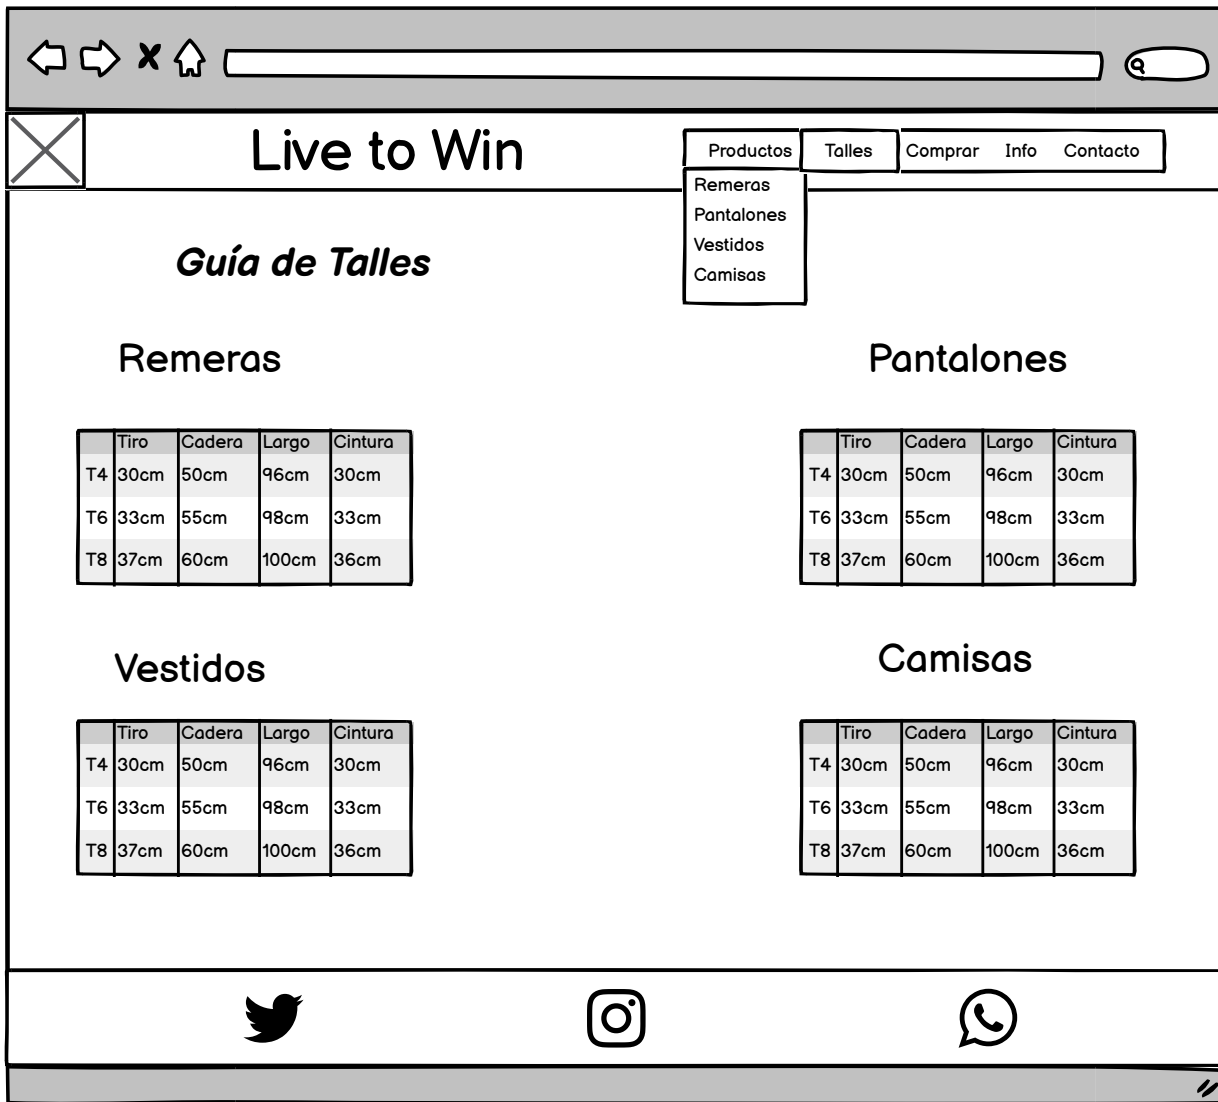 Live to Win
Productos Talles Comprar Info Contacto
Remeras
Pantalones
Vestidos
Camisas
Guía de Talles
Remeras
Tiro Cadera Largo Cintura
T4 30cm 50cm 96cm 30cm
T6 33cm 55cm 98cm 33cm
T8 37cm 60cm 100cm 36cm
Pantalones
Tiro Cadera Largo Cintura
T4 30cm 50cm 96cm 30cm
T6 33cm 55cm 98cm 33cm
T8 37cm 60cm 100cm 36cm
Vestidos
Tiro Cadera Largo Cintura
T4 30cm 50cm 96cm 30cm
T6 33cm 55cm 98cm 33cm
T8 37cm 60cm 100cm 36cm
Camisas
Tiro Cadera Largo Cintura
T4 30cm 50cm 96cm 30cm
T6 33cm 55cm 98cm 33cm
T8 37cm 60cm 100cm 36cm